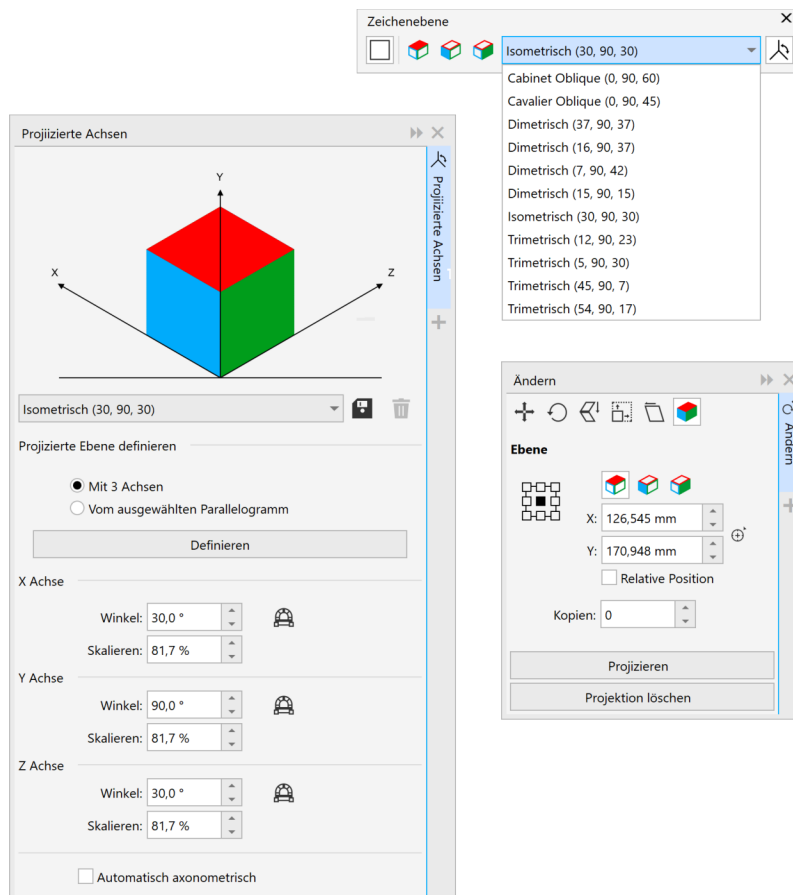 Zeichenebene
Isometrisch (30, 90, 30)
Cabinet Oblique (0, 90, 60)
Cavalier Oblique (0, 90, 45)
Dimetrisch (37, 90, 37)
Dimetrisch (16, 90, 37)
Dimetrisch (7, 90, 42)
Dimetrisch (15, 90, 15)
Isometrisch (30, 90, 30)
Trimetrisch (12, 90, 23)
Trimetrisch (5, 90, 30)
Trimetrisch (45, 90, 7)
Trimetrisch (54, 90, 17)
Projiizierte Achsen
Projiizierte Achsen
Y
X
Z
Isometrisch (30, 90, 30)
Projizierte Ebene definieren
Mit 3 Achsen
Vom ausgewählten Parallelogramm
Definieren
X Achse
Winkel: 30,0 °
Skalieren: 81,7 %
Y Achse
Winkel: 90,0 °
Skalieren: 81,7 %
Z Achse
Winkel: 30,0 °
Skalieren: 81,7 %
Automatisch axonometrisch
Ändern
Ändern
Ebene
X: 126,545 mm
Y: 170,948 mm
Relative Position
Kopien: 0
Projizieren
Projektion löschen